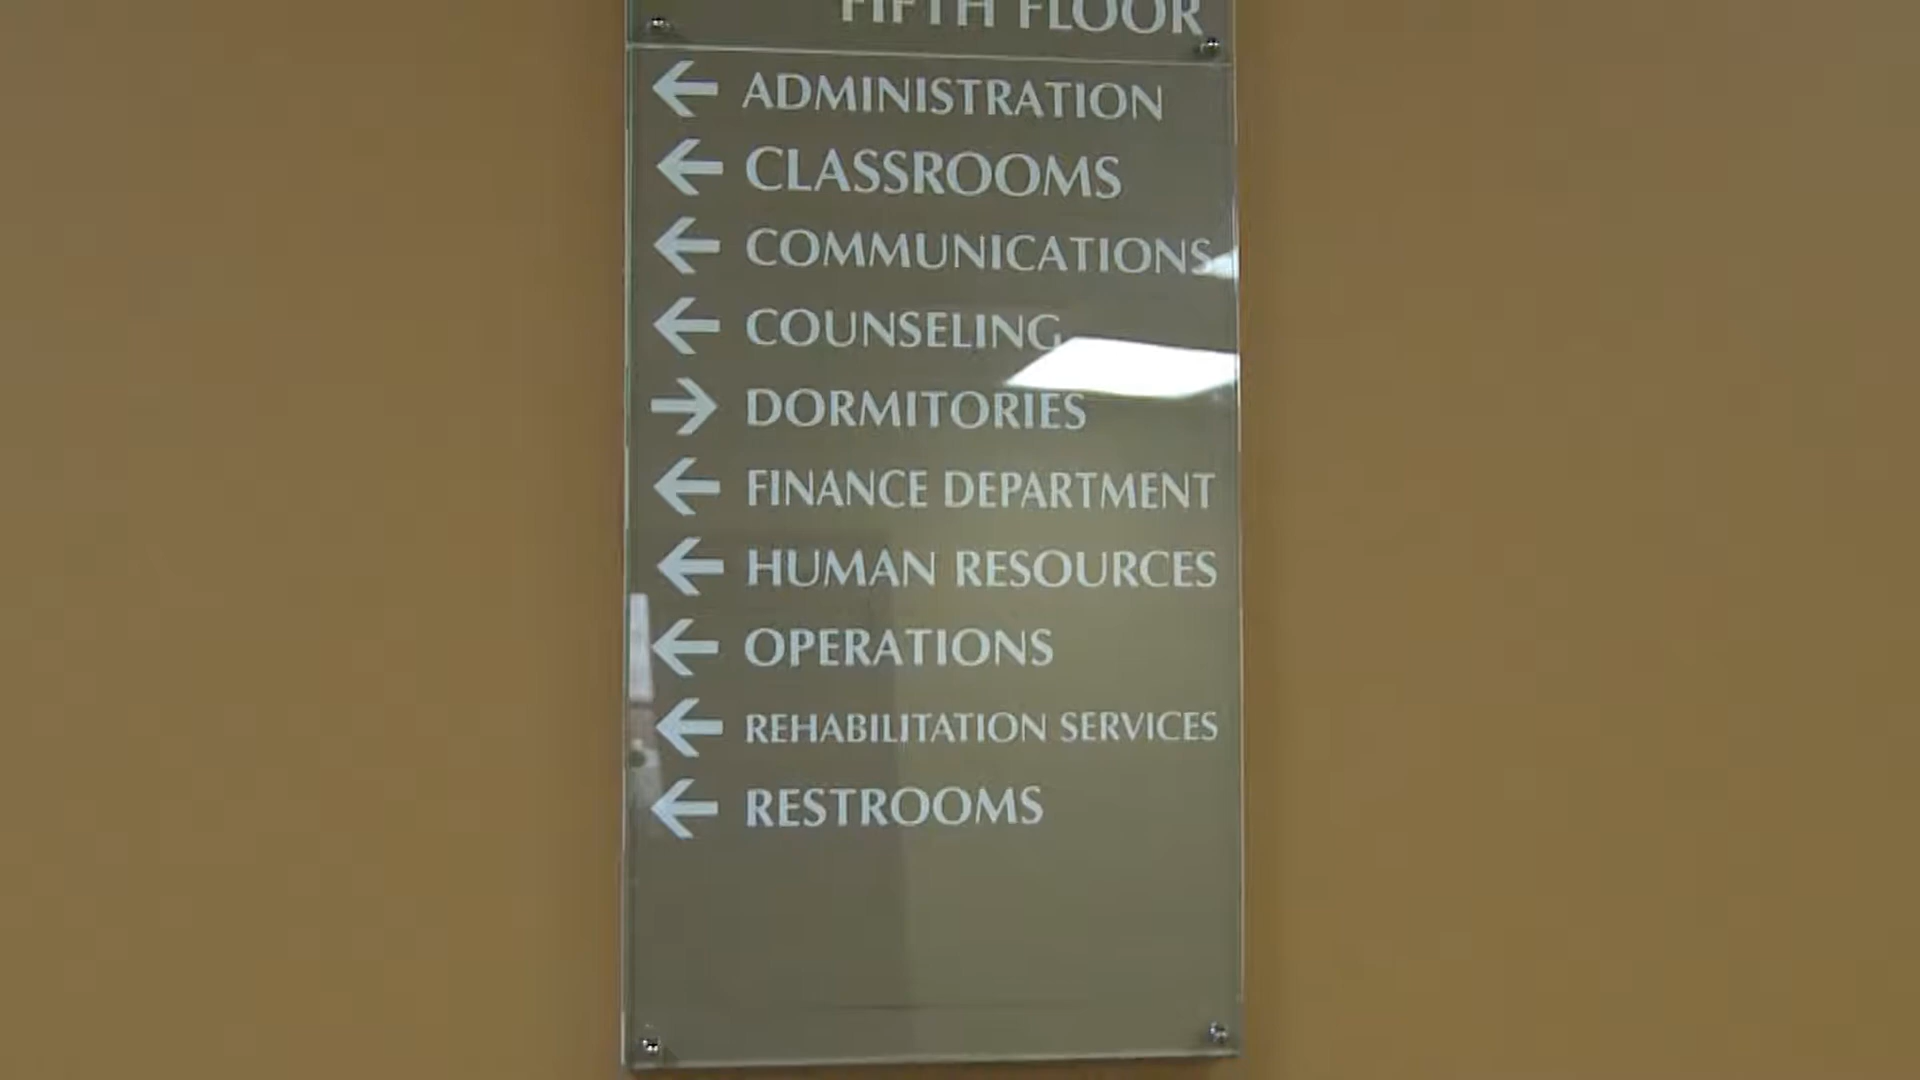 FIFTH FLOOR
← ADMINISTRATION
← CLASSROOMS
← COMMUNICATIONS
← COUNSELING
→ DORMITORIES
← FINANCE DEPARTMENT
← HUMAN RESOURCES
← OPERATIONS
← REHABILITATION SERVICES
← RESTROOMS